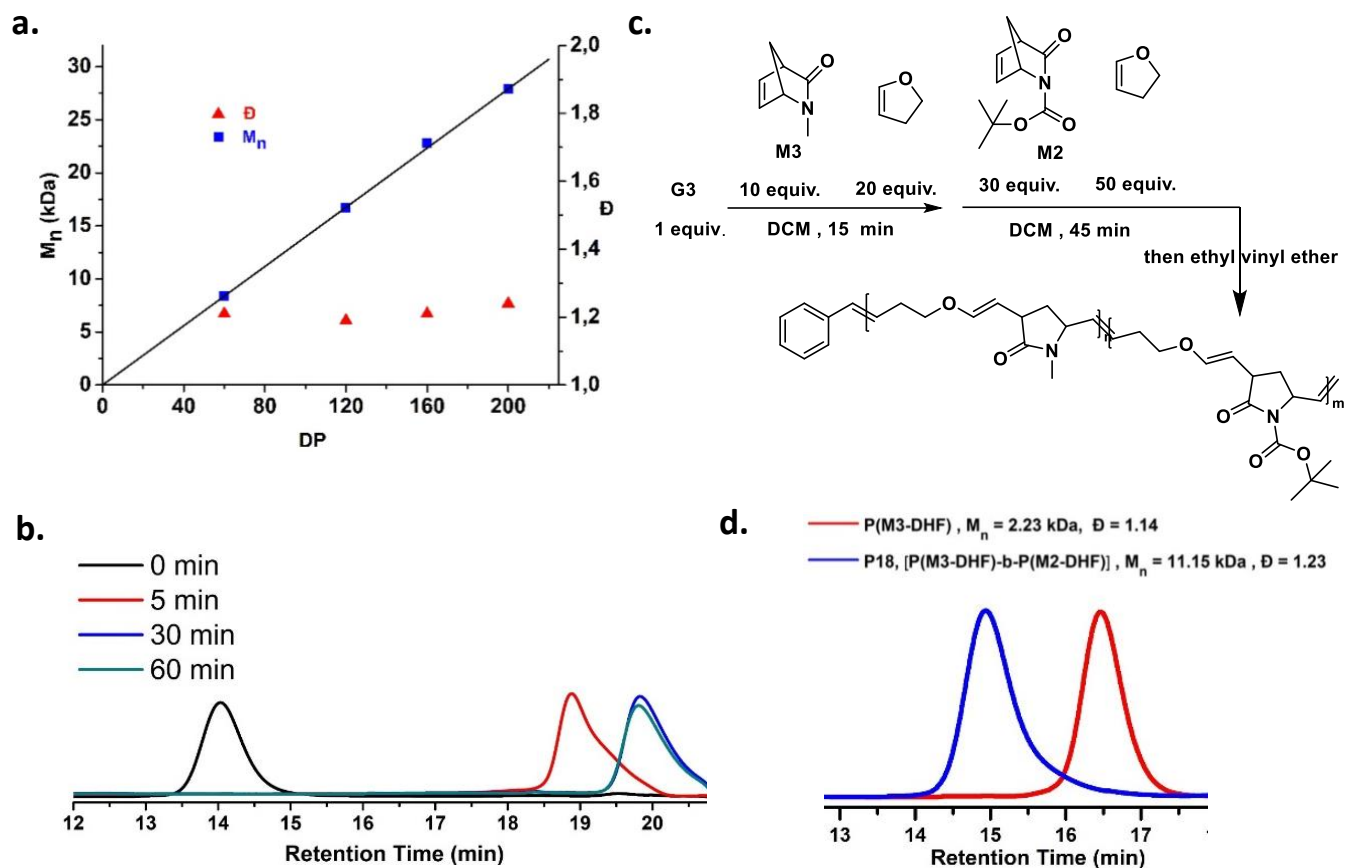 a.
30
25
20
15
10
5
0
Mn (kDa)
Đ
Mn
2,0
1,8
1,6
1,4
1,2
1,0
Đ
0 40 80 120 160 200
DP
b.
0 min
5 min
30 min
60 min
12 13 14 15 16 17 18 19 20
Retention Time (min)
c.
O
N
M3
O
O
N
O
O
M2
O
G3 10 equiv. 20 equiv. 30 equiv. 50 equiv.
1 equiv. DCM , 15 min DCM , 45 min
then ethyl vinyl ether
O
O
N
n
O
O
N
m
O
O
d.
P(M3-DHF) , Mn = 2.23 kDa, Đ = 1.14
P18, [P(M3-DHF)-b-P(M2-DHF)] , Mn = 11.15 kDa , Đ = 1.23
13 14 15 16 17
Retention Time (min)